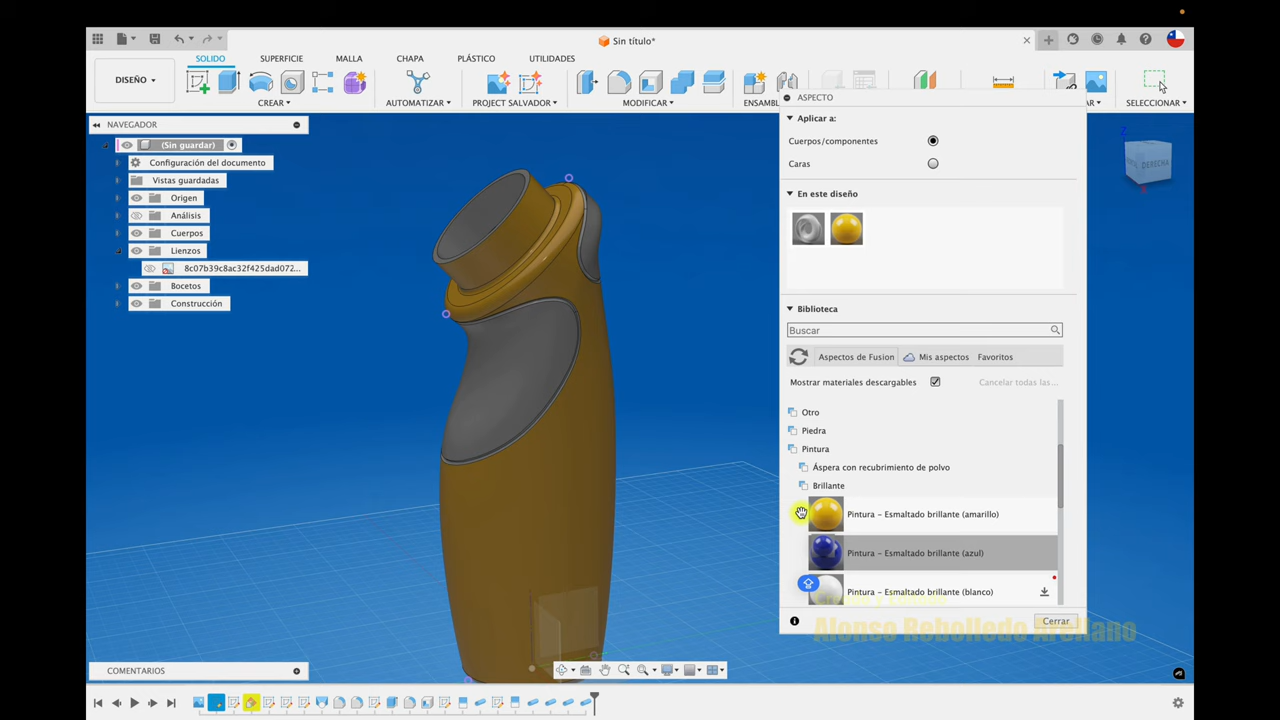 Sin título*
DISEÑO
SOLIDO
SUPERFICIE
MALLA
CHAPA
PLÁSTICO
UTILIDADES
CREAR
AUTOMATIZAR
PROJECT SALVADOR
MODIFICAR
ENSAMBL
AR
SELECCIONAR
NAVEGADOR
(Sin guardar)
Configuración del documento
Vistas guardadas
Origen
Análisis
Cuerpos
Lienzos
8c07b39c8ac32f425dad072...
Bocetos
Construcción
Z
DERECHA
ASPECTO
Aplicar a:
Cuerpos/componentes
Caras
En este diseño
Biblioteca
Buscar
Aspectos de Fusion
Mis aspectos
Favoritos
Mostrar materiales descargables
Cancelar todas las...
Otro
Piedra
Pintura
Áspera con recubrimiento de polvo
Brillante
Pintura - Esmaltado brillante (amarillo)
Pintura - Esmaltado brillante (azul)
Pintura - Esmaltado brillante (blanco)
Cerrar
Alonso Rebolledo Arellano
COMENTARIOS